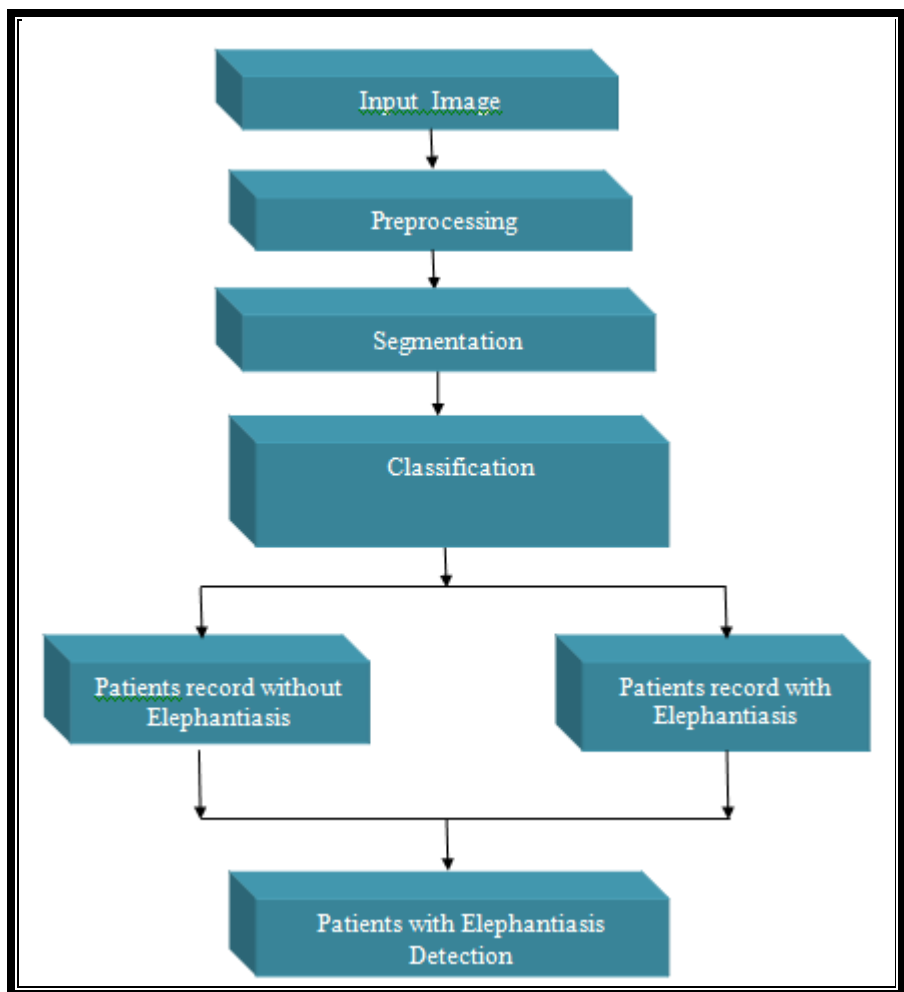 Input Image
Preprocessing
Segmentation
Classification
Patients record without
Elephantiasis
Patients record with
Elephantiasis
Patients with Elephantiasis
Detection